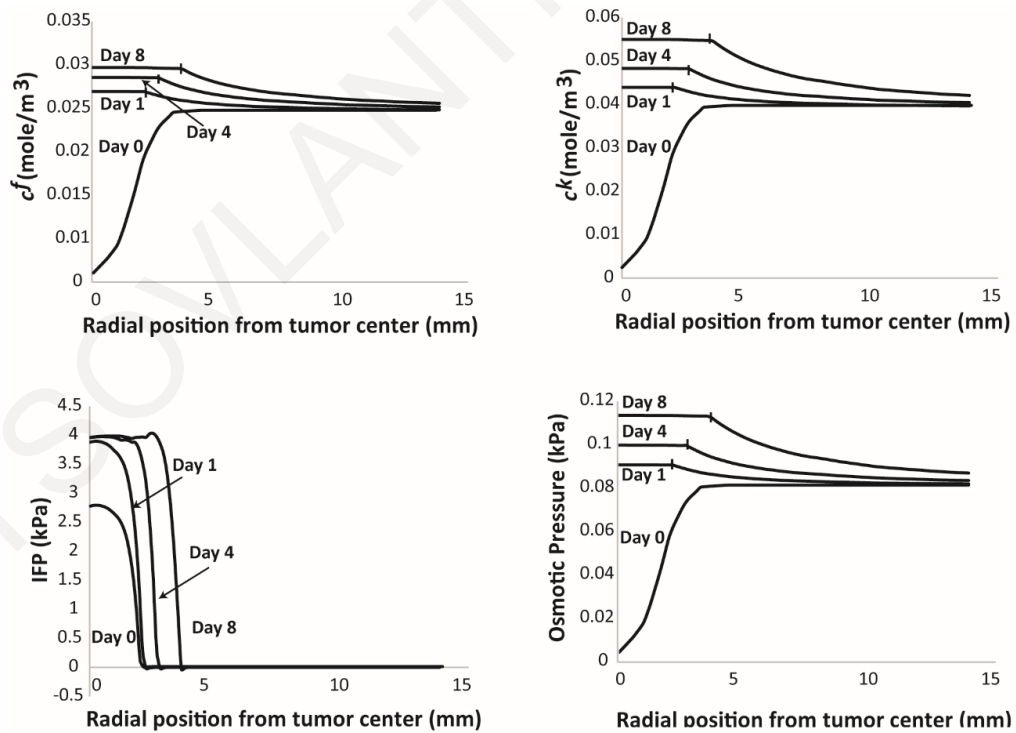 0.035
0.03
0.025
0.02
0.015
0.01
0
cf (mole/m3)
Day 8
Day 4
Day 1
Day 0
0 5 10 15
Radial position from tumor center (mm)
0.06
0.05
0.04
0.03
0.02
0.01
0
ck (mole/m3)
Day 8
Day 4
Day 1
Day 0
0 5 10 15
Radial position from tumor center (mm)
4.5
4
3.5
3
2.5
2
1.5
1
0.5
0
-0.5
IFP (kPa)
Day 1
Day 4
Day 0
Day 8
0 5 10 15
Radial position from tumor center (mm)
0.12
0.1
0.08
0.06
0.04
0.02
0
Osmotic Pressure (kPa)
Day 8
Day 4
Day 1
Day 0
0 5 10 15
Radial position from tumor center (mm)
TSOVLANT